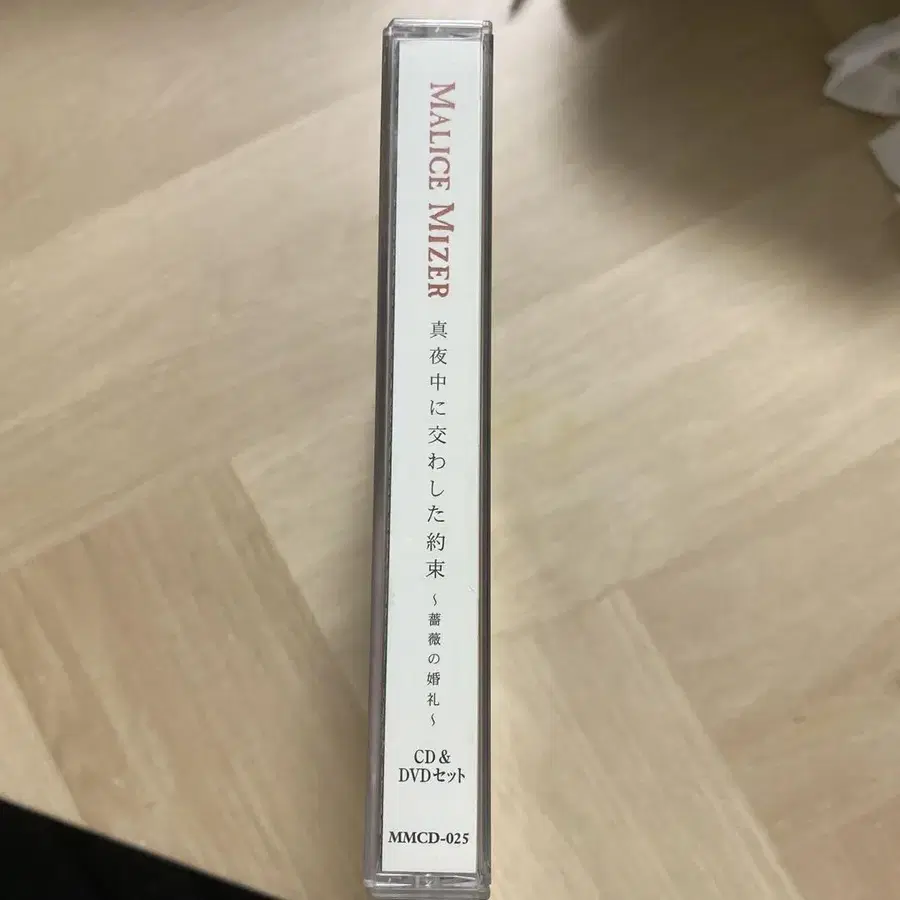 MALICE MIZER
真夜中に交わした約束
~薔薇の婚礼~
CD &
DVDセット
MMCD-025